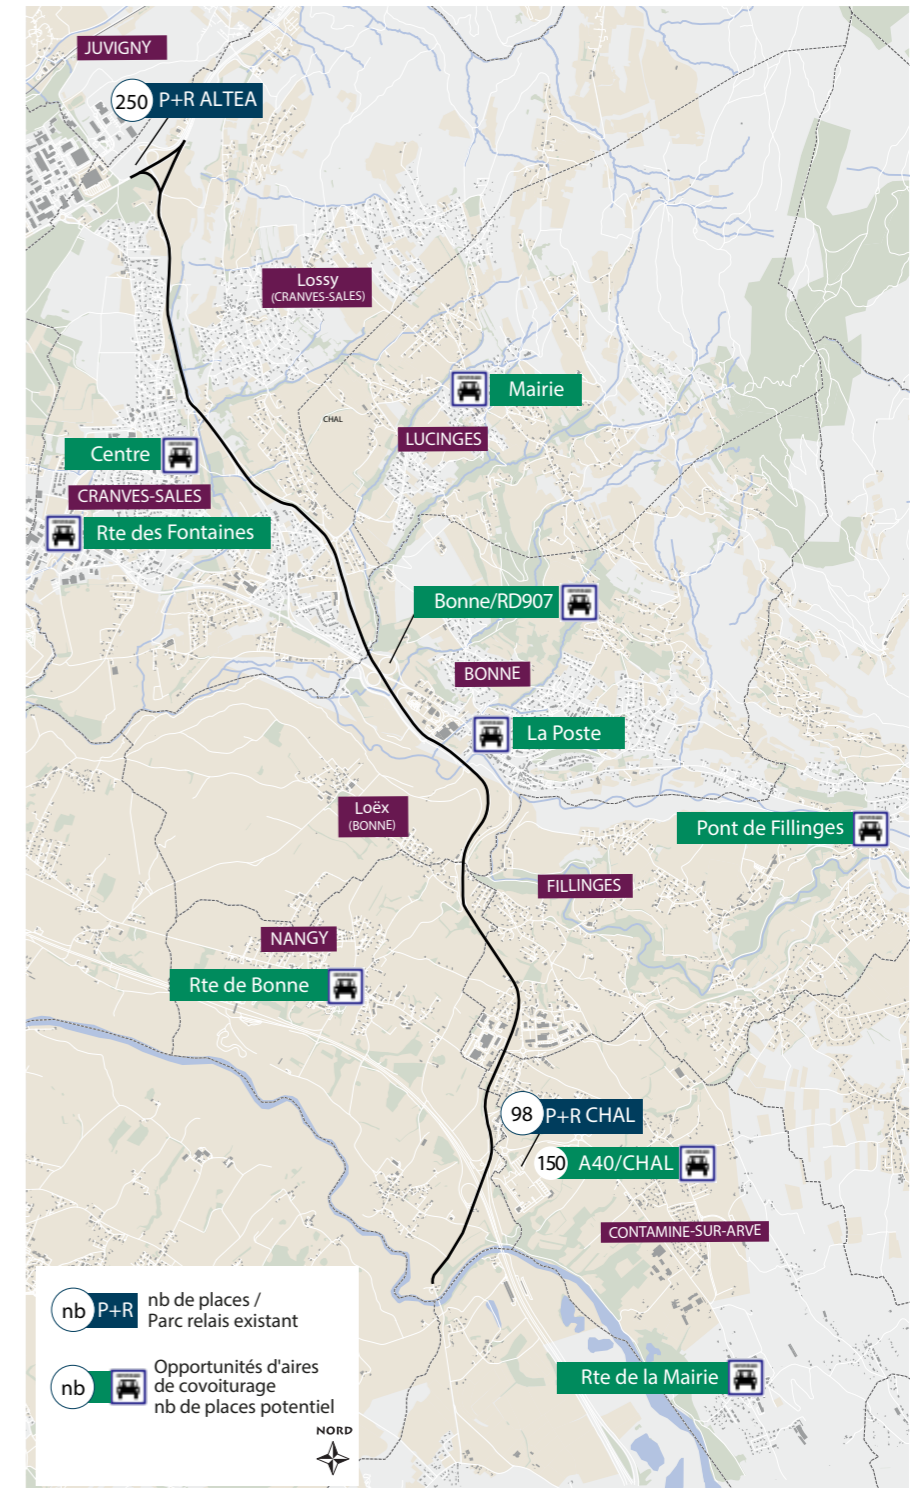 JUVIGNY
250 P+R ALTEA
Lossy
(CRANVES-SALES)
Mairie
CHAL
LUCINGES
Centre
CRANVES-SALES
Rte des Fontaines
Bonne/RD907
BONNE
La Poste
Loëx
(BONNE)
Pont de Fillinges
FILLINGES
NANGY
Rte de Bonne
98 P+R CHAL
150 A40/CHAL
CONTAMINE-SUR-ARVE
Rte de la Mairie
nb P+R nb de places /
Parc relais existant
nb Opportunités d'aires
de covoiturage
nb de places potentiel
NORD